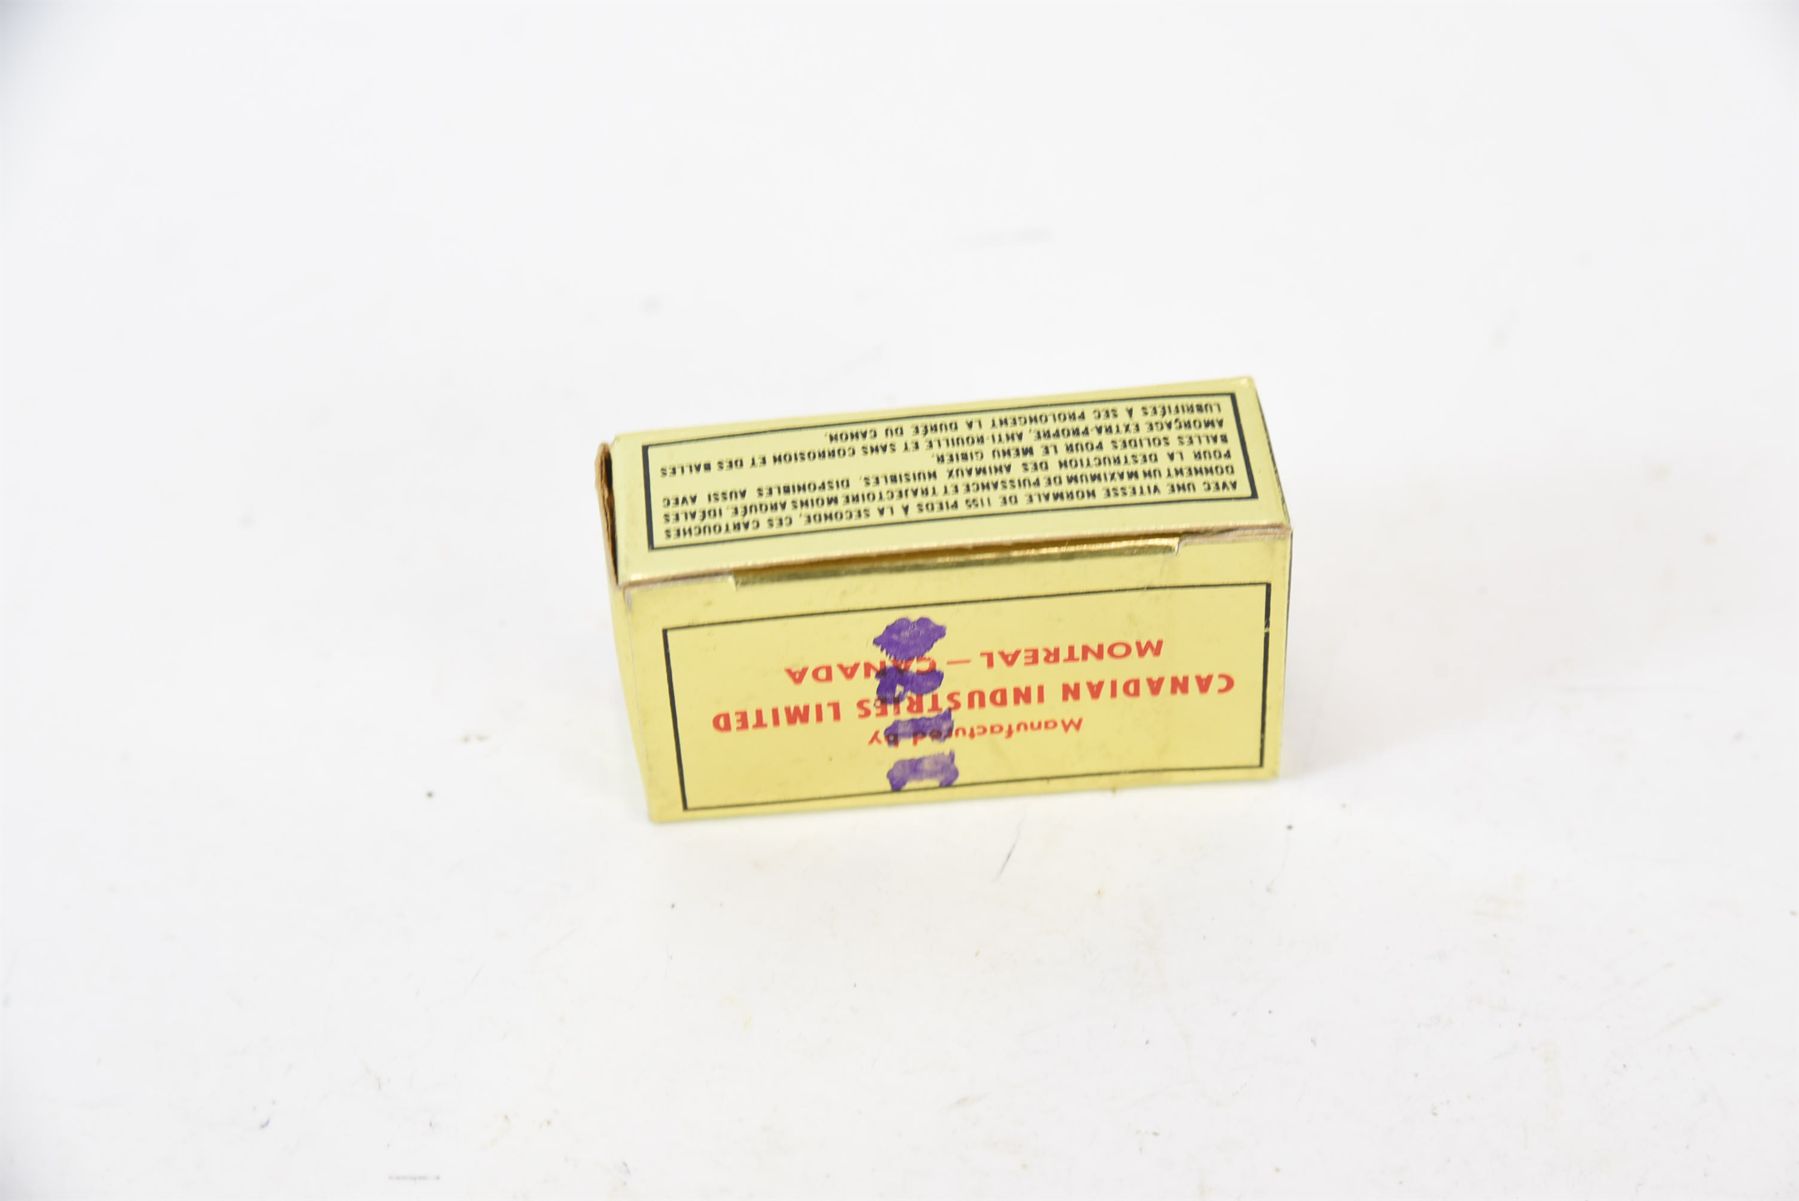 AVEC UNE VITESSE NORMALE DE 1155 PIEDS À LA SECONDE, CES CARTOUCHES
DONNENT UN MAXIMUM DE PUISSANCE ET TRAJECTOIRE MOINS ARQUÉE. IDÉALES
POUR LA DESTRUCTION DES ANIMAUX NUISIBLES. DISPONIBLES AUSSI AVEC
BALLES SOLIDES POUR LE MENU GIBIER.
AMORÇAGE EXTRA-PROPRE, ANTI-ROUILLE ET SANS CORROSION ET DES BALLES
LUBRIFIÉES À SEC PROLONGENT LA DURÉE DU CANON.
Manufactured by
CANADIAN INDUSTRIES LIMITED
MONTREAL — CANADA